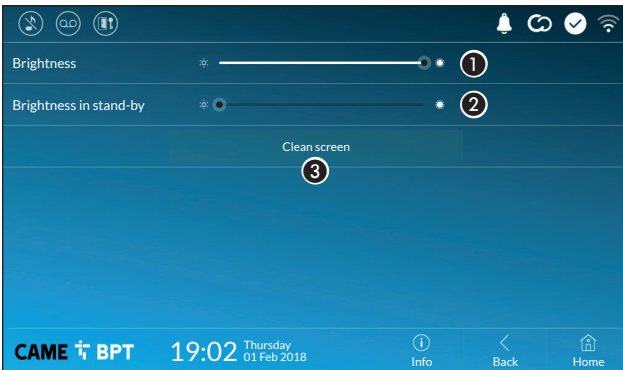 Brightness
1
Brightness in stand-by
2
Clean screen
3
CAME BPT
19:02
Thursday
01 Feb 2018
Info
Back
Home